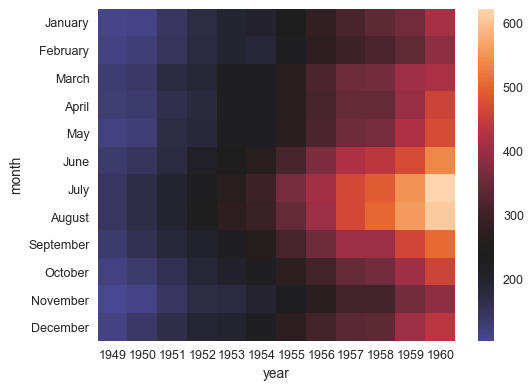 January
February
March
April
May
June
July
August
September
October
November
December
month
1949 1950 1951 1952 1953 1954 1955 1956 1957 1958 1959 1960
year
600
500
400
300
200